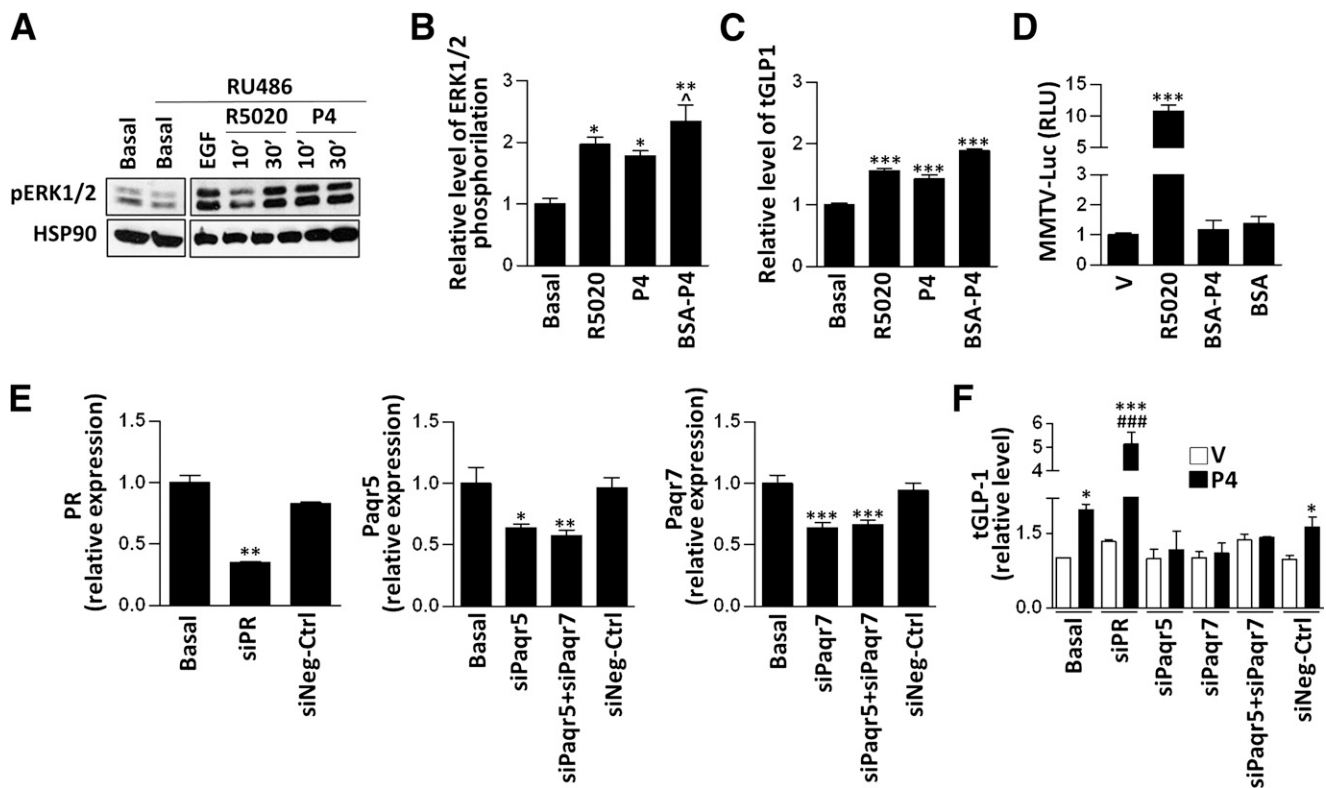 A
RU486
R5020
P4
Basal
Basal
EGF
10’
30’
10’
30’
pERK1/2
HSP90
B
Relative level of ERK1/2
phosphorilation
3
2
1
0
*
*
**
^
Basal
R5020
P4
BSA-P4
C
Relative level of tGLP1
3
2
1
0
***
***
***
Basal
R5020
P4
BSA-P4
D
MMTV-Luc (RLU)
15
10
5
3
2
1
0
***
V
R5020
BSA-P4
BSA
E
PR
(relative expression)
1.5
1.0
0.5
0.0
**
Basal
siPR
siNeg-Ctrl
Paqr5
(relative expression)
1.5
1.0
0.5
0.0
*
**
Basal
siPaqr5
siPaqr5+siPaqr7
siNeg-Ctrl
Paqr7
(relative expression)
1.5
1.0
0.5
0.0
***
***
Basal
siPaqr7
siPaqr5+siPaqr7
siNeg-Ctrl
F
tGLP-1
(relative level)
6
5
4
1.5
0.0
*
***
###
*
V
P4
Basal
siPR
siPaqr5
siPaqr7
siPaqr5+siPaqr7
siNeg-Ctrl